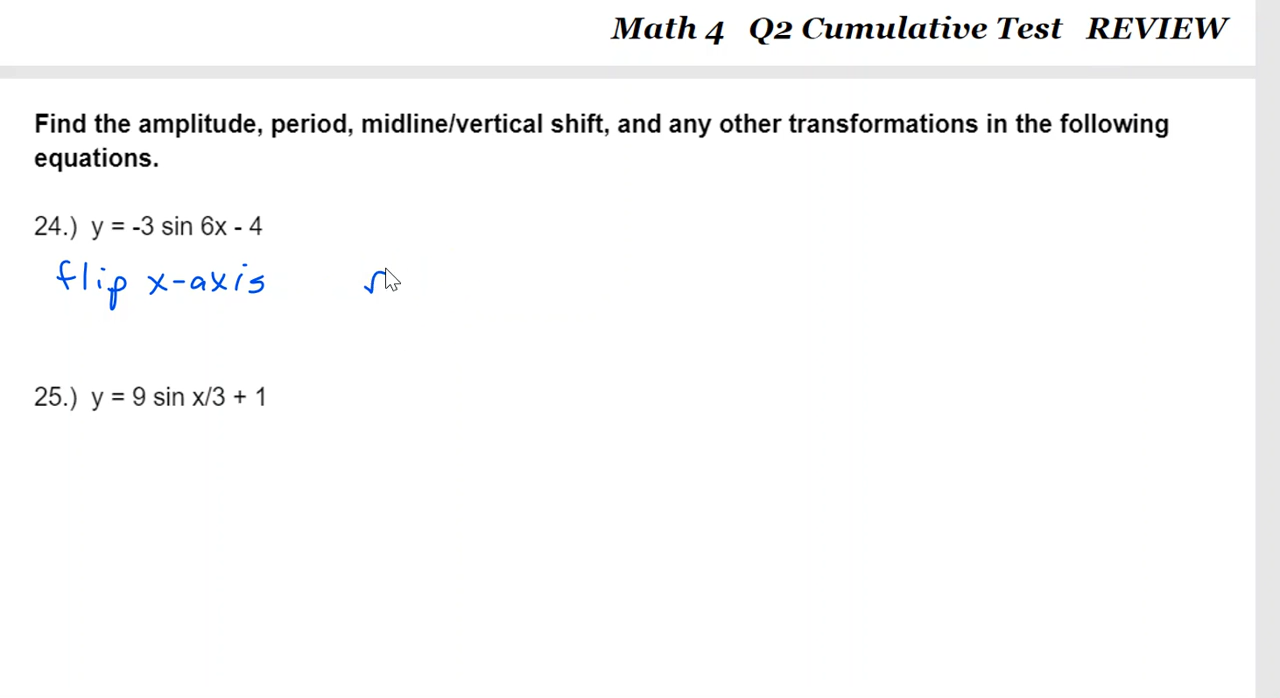 Math 4 Q2 Cumulative Test REVIEW
Find the amplitude, period, midline/vertical shift, and any other transformations in the following
equations.
24.) y = -3 sin 6x - 4
flip x-axis
25.) y = 9 sin x/3 + 1